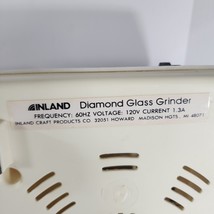 INLAND Diamond Glass Grinder
FREQUENCY: 60HZ VOLTAGE: 120V CURRENT 1.3A
INLAND CRAFT PRODUCTS CO. 32051 HOWARD MADISON HGTS., MI 48071